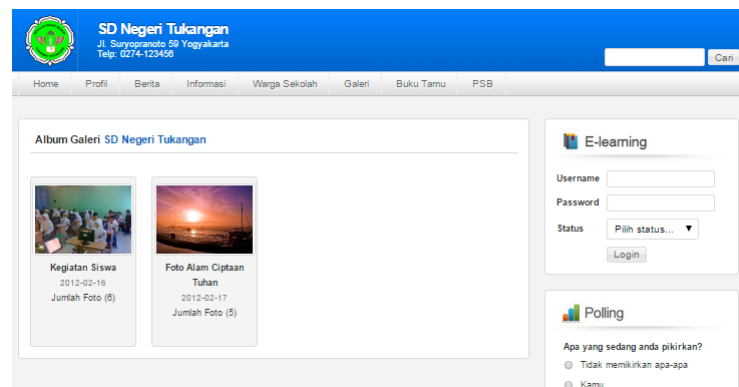 SD Negeri Tukangan
Jl. Suryopranoto 59 Yogyakarta
Telp: 0274-123456
Cari
Home Profil Berita Informasi Warga Sekolah Galeri Buku Tamu PSB
Album Galeri SD Negeri Tukangan
Kegiatan Siswa
2012-02-16
Jumlah Foto (6)
Foto Alam Ciptaan
Tuhan
2012-02-17
Jumlah Foto (5)
E-learning
Username
Password
Status Pilih status...
Login
Polling
Apa yang sedang anda pikirkan?
Tidak memikirkan apa-apa
Kamu